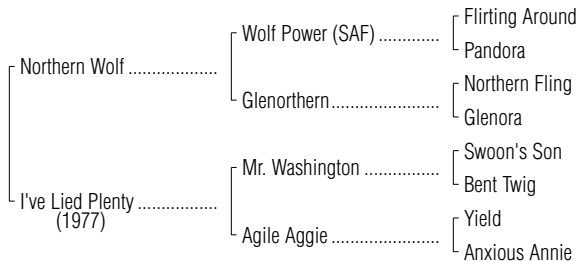 Flirting Around
Wolf Power (SAF) .............
Pandora
Northern Wolf ...................
Northern Fling
Glenorthern.......................
Glenora
Swoon's Son
Mr. Washington ................
Bent Twig
I've Lied Plenty .................
(1977)
Yield
Agile Aggie .......................
Anxious Annie